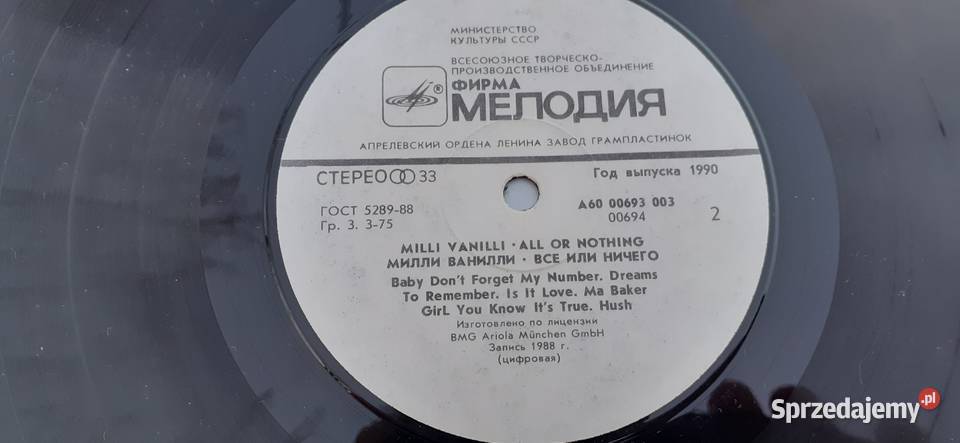 МИНИСТЕРСТВО
КУЛЬТУРЫ СССР
ВСЕСОЮЗНОЕ ТВОРЧЕСКО-
ПРОИЗВОДСТВЕННОЕ ОБЪЕДИНЕНИЕ
® ФИРМА
МЕЛОДИЯ
АПРЕЛЕВСКИЙ ОРДЕНА ЛЕНИНА ЗАВОД ГРАМПЛАСТИНОК
СТЕРЕО 33
Год выпуска 1990
ГОСТ 5289-88
Гр. 3. 3-75
А60 00693 003
00694
2
MILLI VANILLI · ALL OR NOTHING
МИЛЛИ ВАНИЛЛИ · ВСЕ ИЛИ НИЧЕГО
Baby Don't Forget My Number. Dreams
To Remember. Is It Love. Ma Baker
GirL You Know It's True. Hush
Изготовлено по лицензии
BMG Ariola München GmbH
Запись 1988 г.
(цифровая)
Sprzedajemy.pl